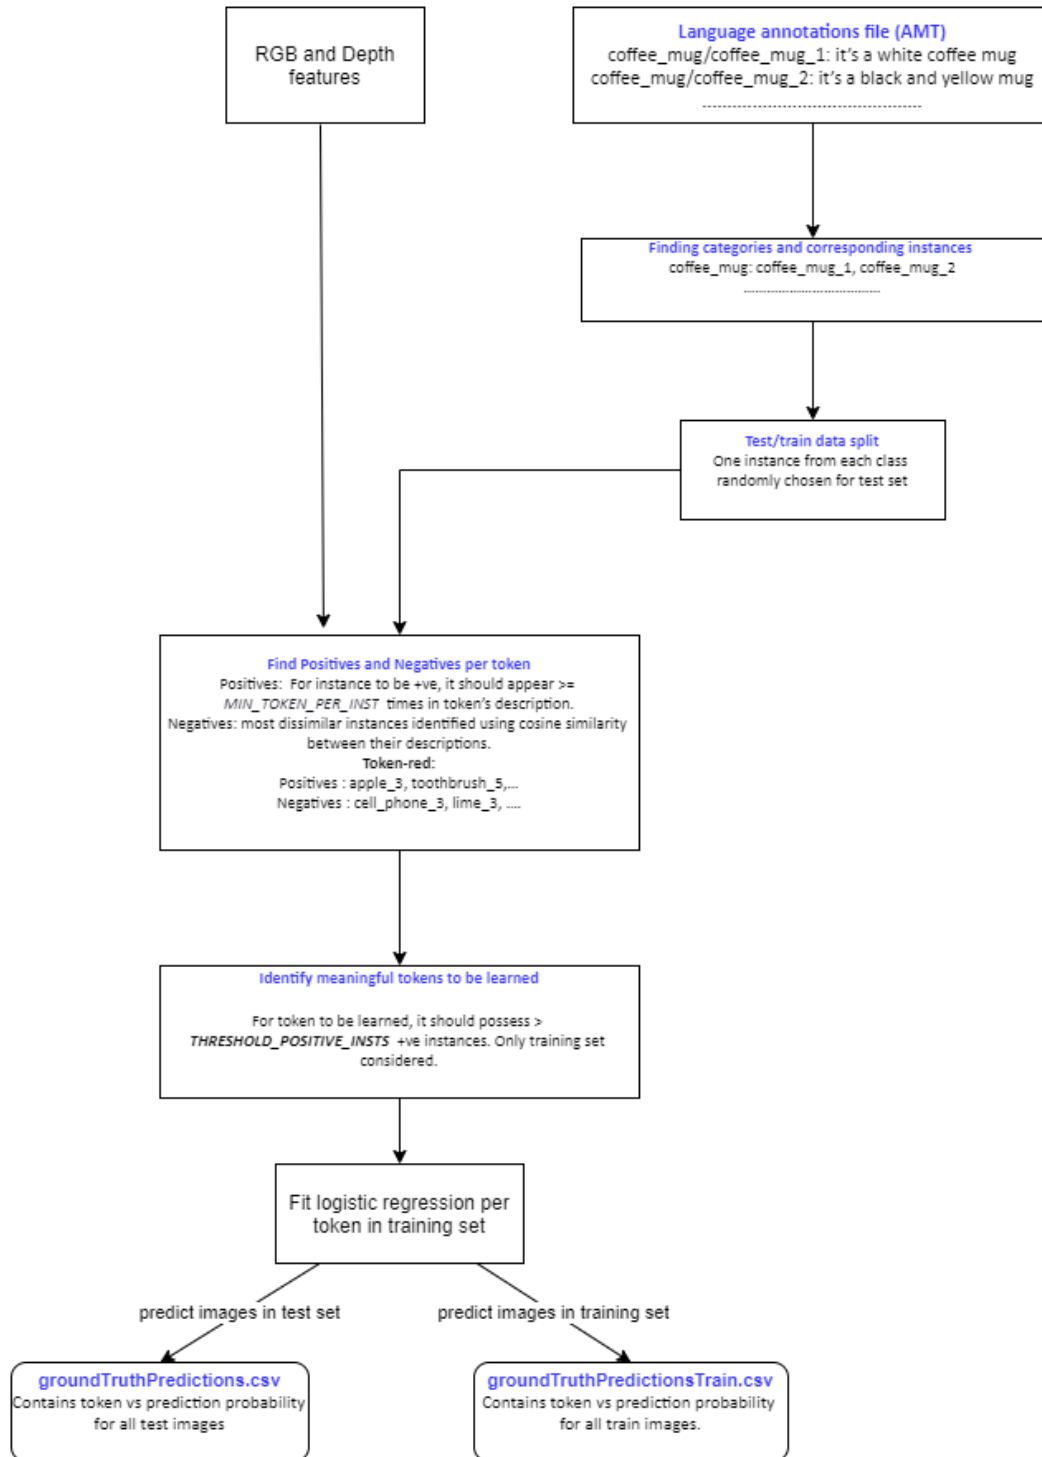 RGB and Depth
features
Language annotations file (AMT)
coffee_mug/coffee_mug_1: it's a white coffee mug
coffee_mug/coffee_mug_2: it's a black and yellow mug
................................................
Finding categories and corresponding instances
coffee_mug: coffee_mug_1, coffee_mug_2
................................................
Test/train data split
One instance from each class
randomly chosen for test set
Find Positives and Negatives per token
Positives: For instance to be +ve, it should appear >=
MIN_TOKEN_PER_INST times in token's description.
Negatives: most dissimilar instances identified using cosine similarity
between their descriptions.
Token-red:
Positives : apple_3, toothbrush_5,...
Negatives : cell_phone_3, lime_3, ....
Identify meaningful tokens to be learned
For token to be learned, it should possess >
THRESHOLD_POSITIVE_INSTS +ve instances. Only training set
considered.
Fit logistic regression per
token in training set
predict images in test set
predict images in training set
groundTruthPredictions.csv
Contains token vs prediction probability
for all test images
groundTruthPredictionsTrain.csv
Contains token vs prediction probability
for all train images.